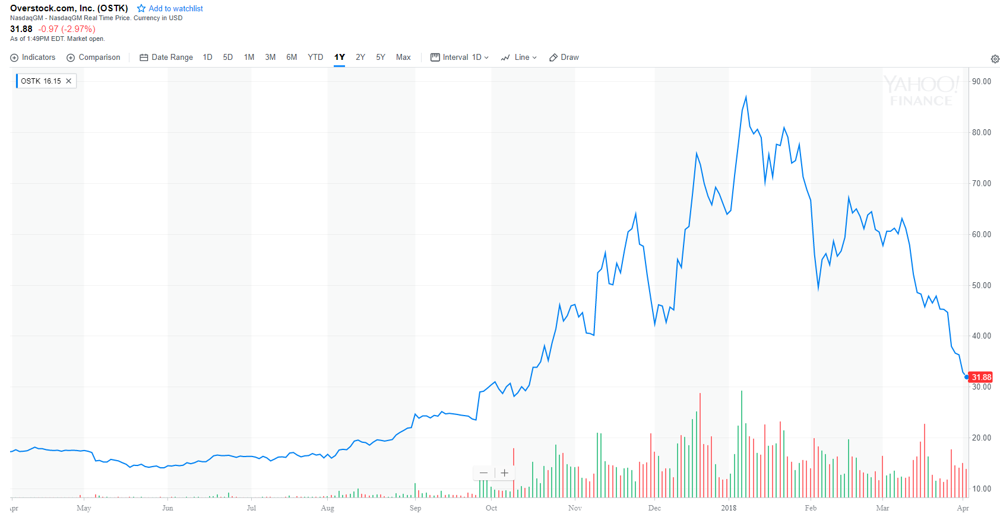 Overstock.com, Inc. (OSTK) Add to watchlist
NasdaqGM - NasdaqGM Real Time Price. Currency in USD
31.88 -0.97 (-2.97%)
As of 1:49PM EDT. Market open.
Indicators Comparison Date Range 1D 5D 1M 3M 6M YTD 1Y 2Y 5Y Max Interval 1D Line Draw
OSTK 16.15
YAHOO!
FINANCE
90.00
80.00
70.00
60.00
50.00
40.00
31.88
30.00
20.00
10.00
Apr May Jun Jul Aug Sep Oct Nov Dec 2018 Feb Mar Apr